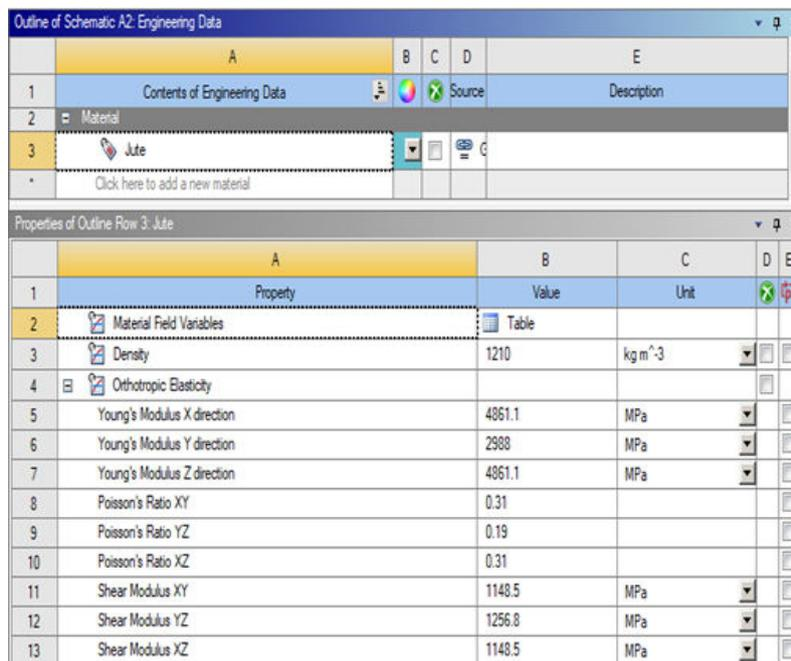 Outline of Schematic A2: Engineering Data
A B C D E
1 Contents of Engineering Data Source Description
2 Material
3 Jute
* Click here to add a new material
Properties of Outline Row 3: Jute
A B C D E
1 Property Value Unit
2 Material Field Variables Table
3 Density 1210 kg m^-3
4 Orthotropic Elasticity
5 Young's Modulus X direction 4861.1 MPa
6 Young's Modulus Y direction 2988 MPa
7 Young's Modulus Z direction 4861.1 MPa
8 Poisson's Ratio XY 0.31
9 Poisson's Ratio YZ 0.19
10 Poisson's Ratio XZ 0.31
11 Shear Modulus XY 1148.5 MPa
12 Shear Modulus YZ 1256.8 MPa
13 Shear Modulus XZ 1148.5 MPa